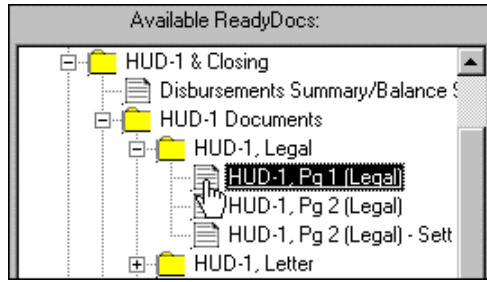 Available ReadyDocs:
HUD-1 & Closing
Disbursements Summary/Balance
HUD-1 Documents
HUD-1, Legal
HUD-1, Pg 1 (Legal)
HUD-1, Pg 2 (Legal)
HUD-1, Pg 2 (Legal) - Sett
HUD-1, Letter